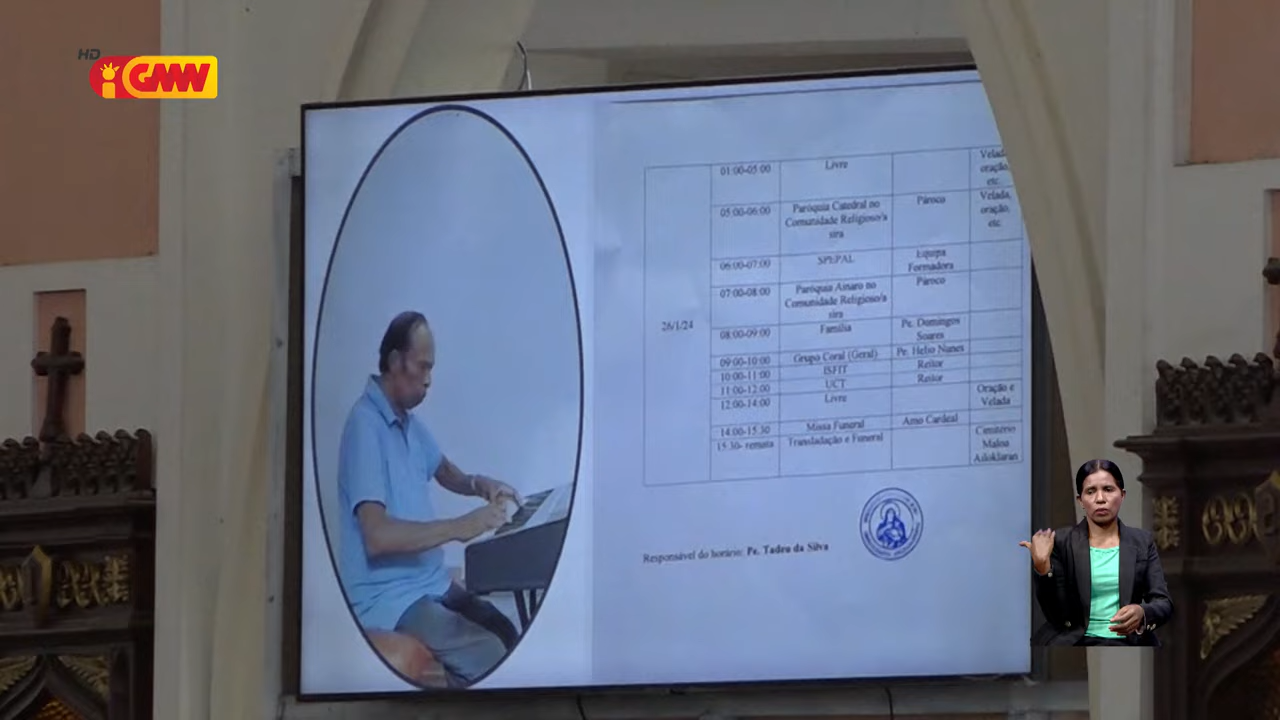 HD
GMW
01:00-05:00 Livre Velada, oração, etc.
05:00-06:00 Paróquia Catedral no Comunidade Religioso/a sira Pároco Velada, oração, etc.
06:00-07:00 SPEPAL Equipa Formadora
07:00-08:00 Paróquia Ainaro no Comunidade Religioso/a sira Pároco
26/1/24
08:00-09:00 Família Pe. Domingos Soares
09:00-10:00 Grupo Coral (Geral) Pe. Helio Nunes
10:00-11:00 ISFIT Reitor
11:00-12:00 UCT Reitor
12:00-14:00 Livre Oração e Velada
14:00-15:30 Missa Funeral Amo Cardeal
15:30- remata Transladação e Funeral Cimitério Maloa Ailoklaran
Responsável do horário: Pe. Tadeu da Silva